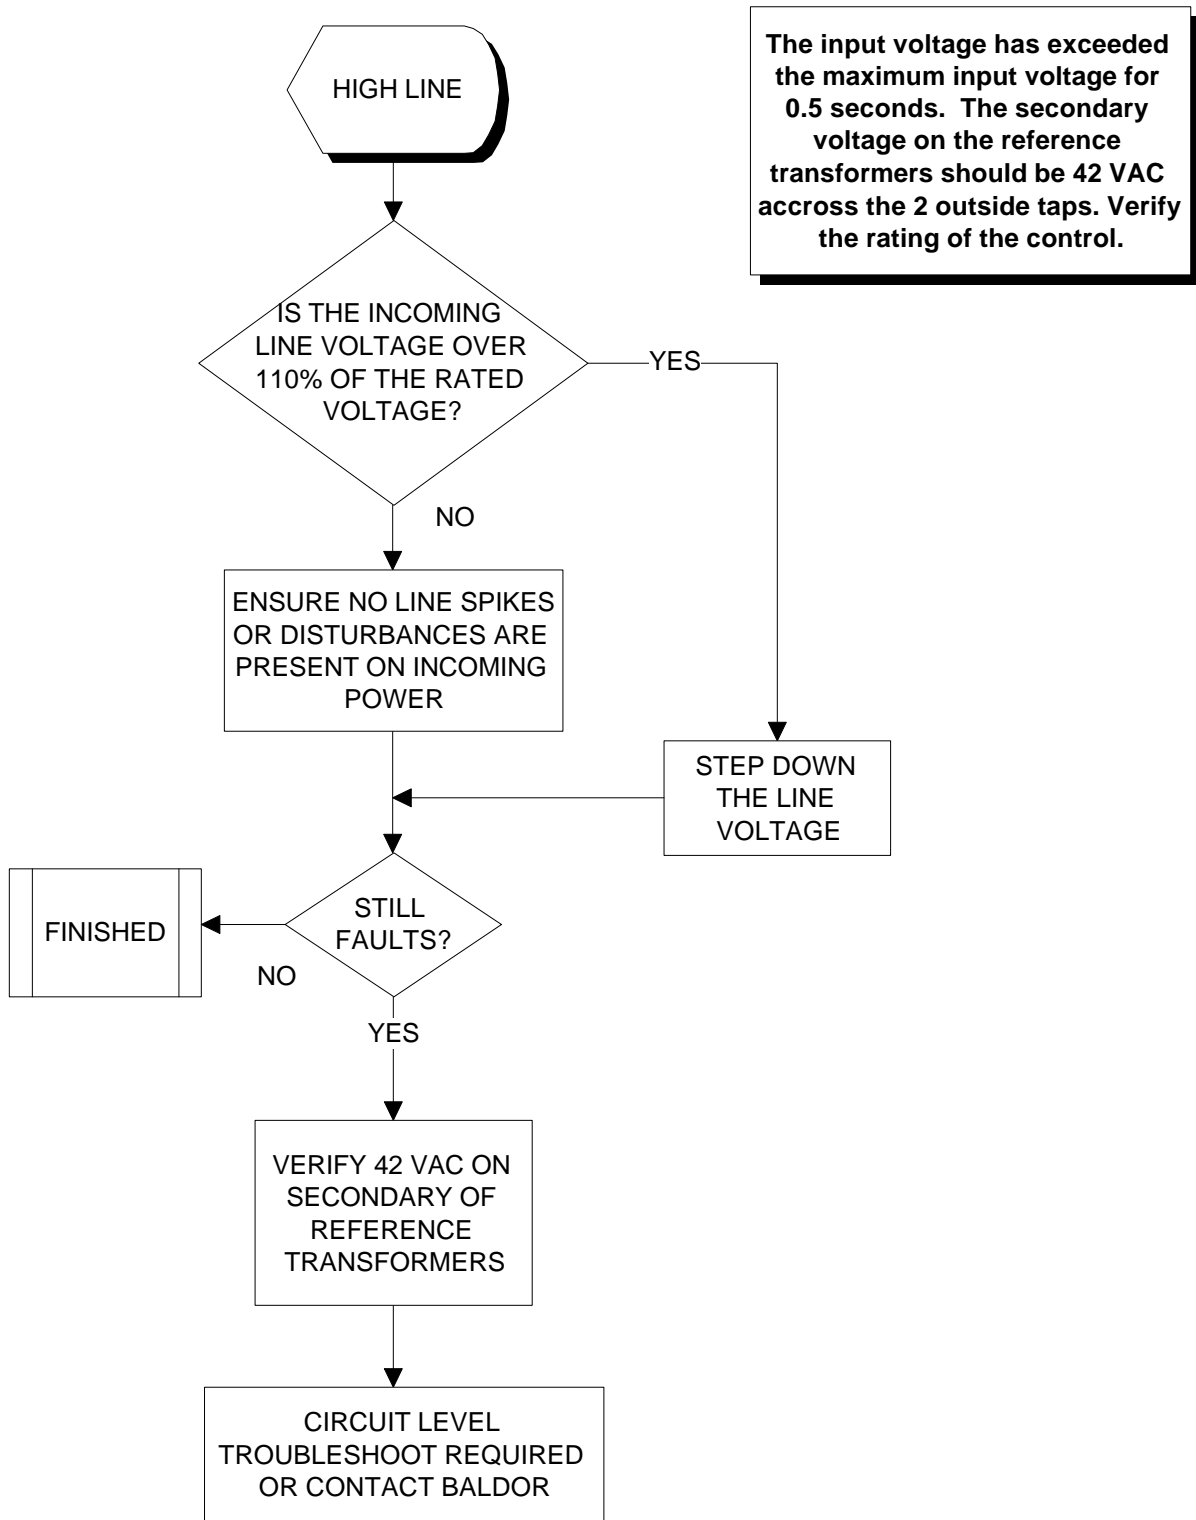 HIGH LINE
The input voltage has exceeded
the maximum input voltage for
0.5 seconds.  The secondary
voltage on the reference
transformers should be 42 VAC
accross the 2 outside taps. Verify
the rating of the control.
IS THE INCOMING
LINE VOLTAGE OVER
110% OF THE RATED
VOLTAGE?
YES
NO
ENSURE NO LINE SPIKES
OR DISTURBANCES ARE
PRESENT ON INCOMING
POWER
STEP DOWN
THE LINE
VOLTAGE
STILL
FAULTS?
FINISHED
NO
YES
VERIFY 42 VAC ON
SECONDARY OF
REFERENCE
TRANSFORMERS
CIRCUIT LEVEL
TROUBLESHOOT REQUIRED
OR CONTACT BALDOR